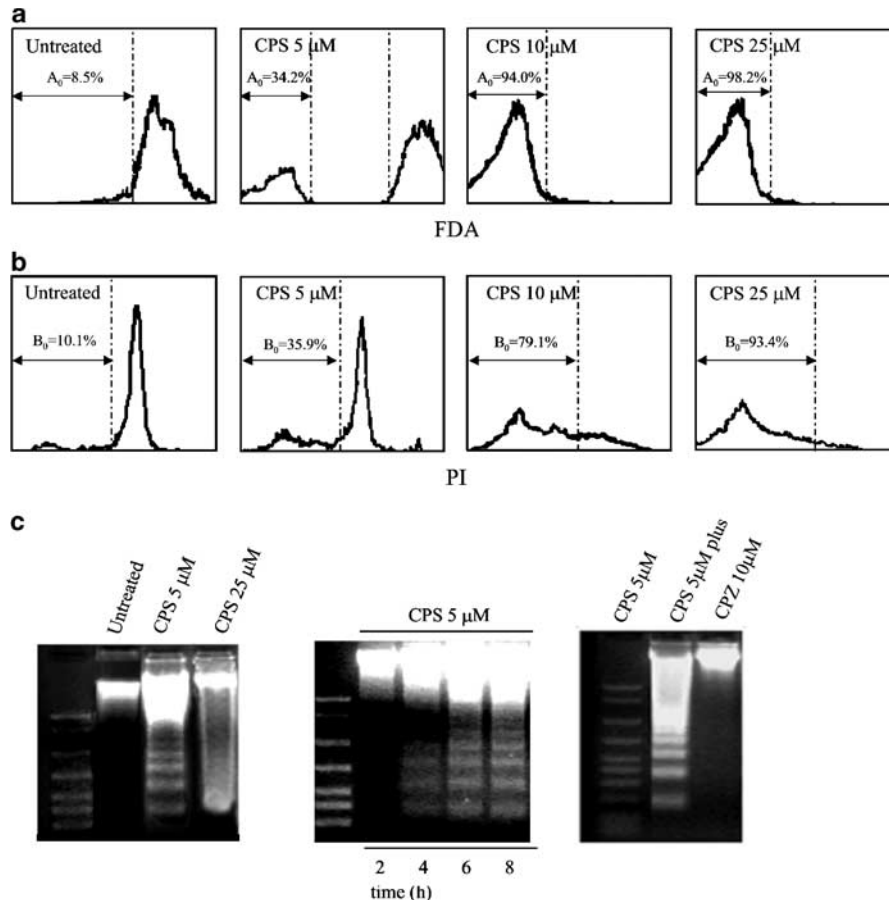 a
Untreated
A₀=8.5%
CPS 5 µM
A₀=34.2%
CPS 10 µM
A₀=94.0%
CPS 25 µM
A₀=98.2%
FDA
b
Untreated
B₀=10.1%
CPS 5 µM
B₀=35.9%
CPS 10 µM
B₀=79.1%
CPS 25 µM
B₀=93.4%
PI
c
Untreated
CPS 5 µM
CPS 25 µM
CPS 5 µM
2 4 6 8
time (h)
CPS 5µM
CPS 5µM plus
CPZ 10µM